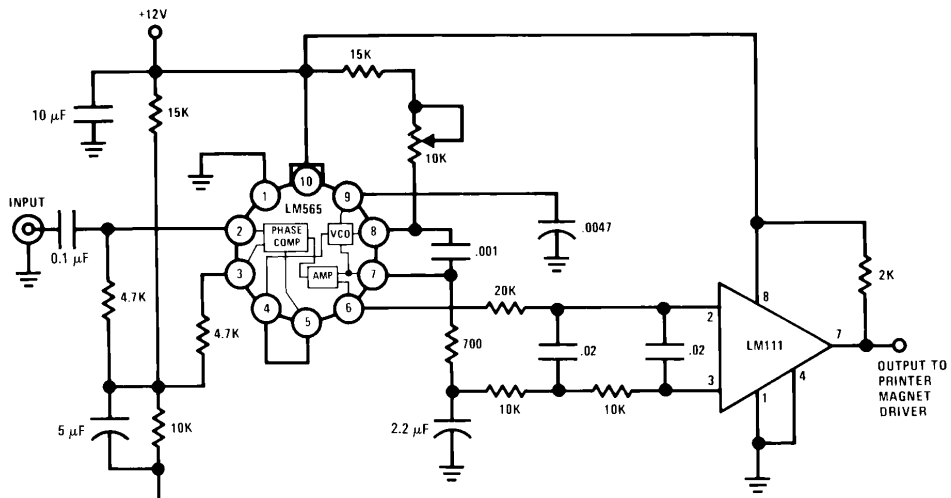 +12V
15K
10 µF
15K
10K
1
10
9
INPUT
LM565
2
PHASE
COMP
VCO
8
.0047
0.1 µF
.001
3
AMP
7
2K
4.7K
4
5
6
20K
8
4.7K
2
7
700
.02
.02
LM111
OUTPUT TO
PRINTER
MAGNET
DRIVER
3
4
10K
10K
1
5 µF
10K
2.2 µF